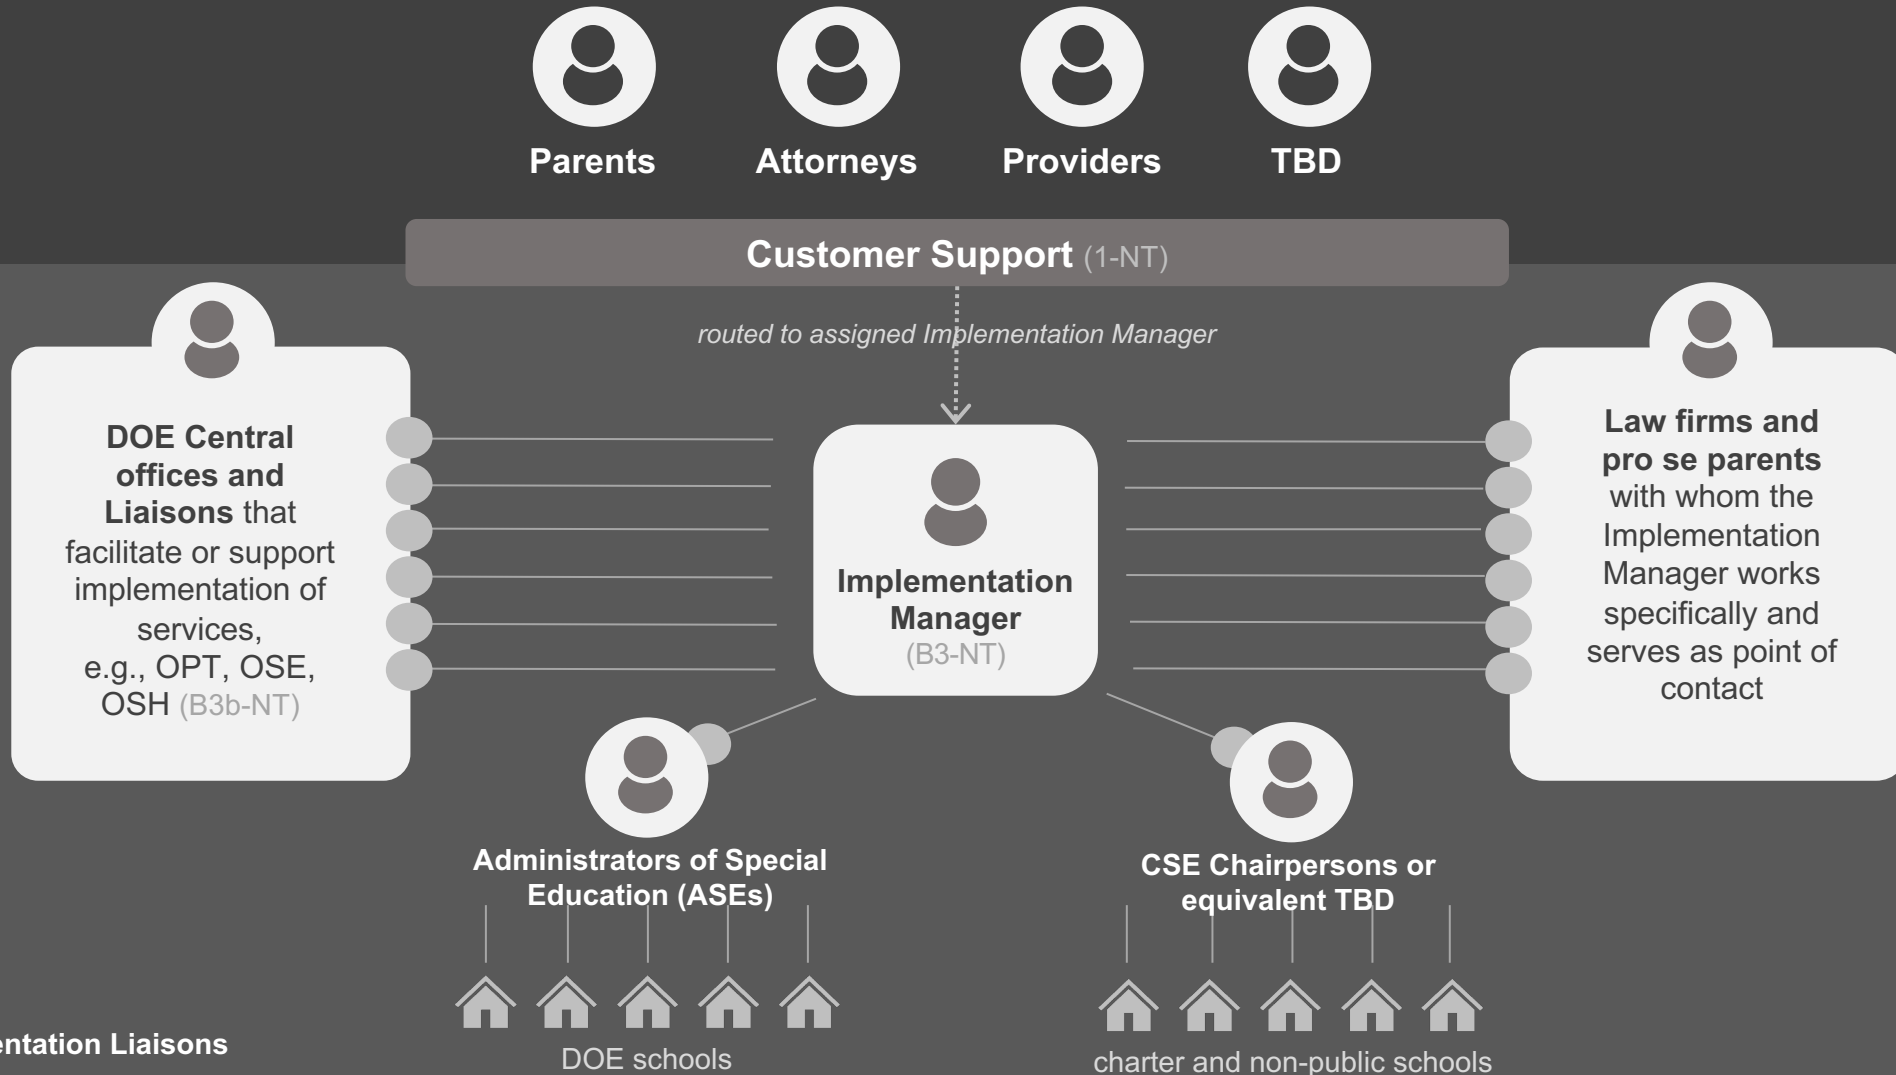 Parents
Attorneys
Providers
TBD
Customer Support (1-NT)
routed to assigned Implementation Manager
DOE Central
offices and
Liaisons that
facilitate or support
implementation of
services,
e.g., OPT, OSE,
OSH (B3b-NT)
Implementation
Manager
(B3-NT)
Law firms and
pro se parents
with whom the
Implementation
Manager works
specifically and
serves as point of
contact
Administrators of Special
Education (ASEs)
CSE Chairpersons or
equivalent TBD
DOE schools
charter and non-public schools
entation Liaisons